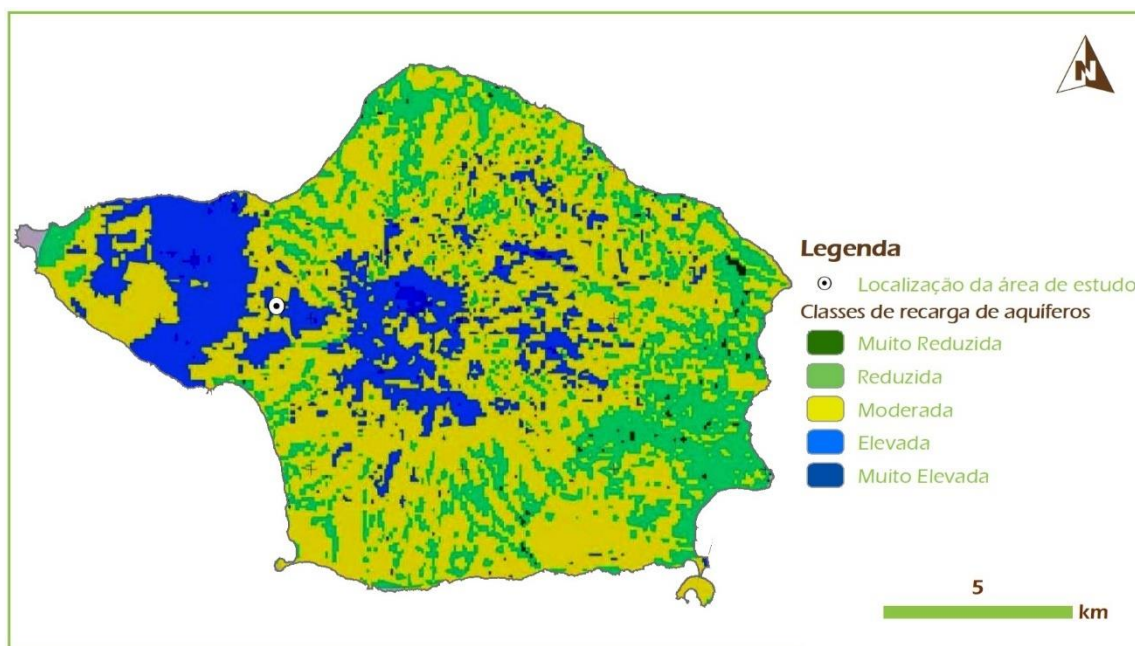 N
Legenda
Localização da área de estudo
Classes de recarga de aquíferos
Muito Reduzida
Reduzida
Moderada
Elevada
Muito Elevada
5
km